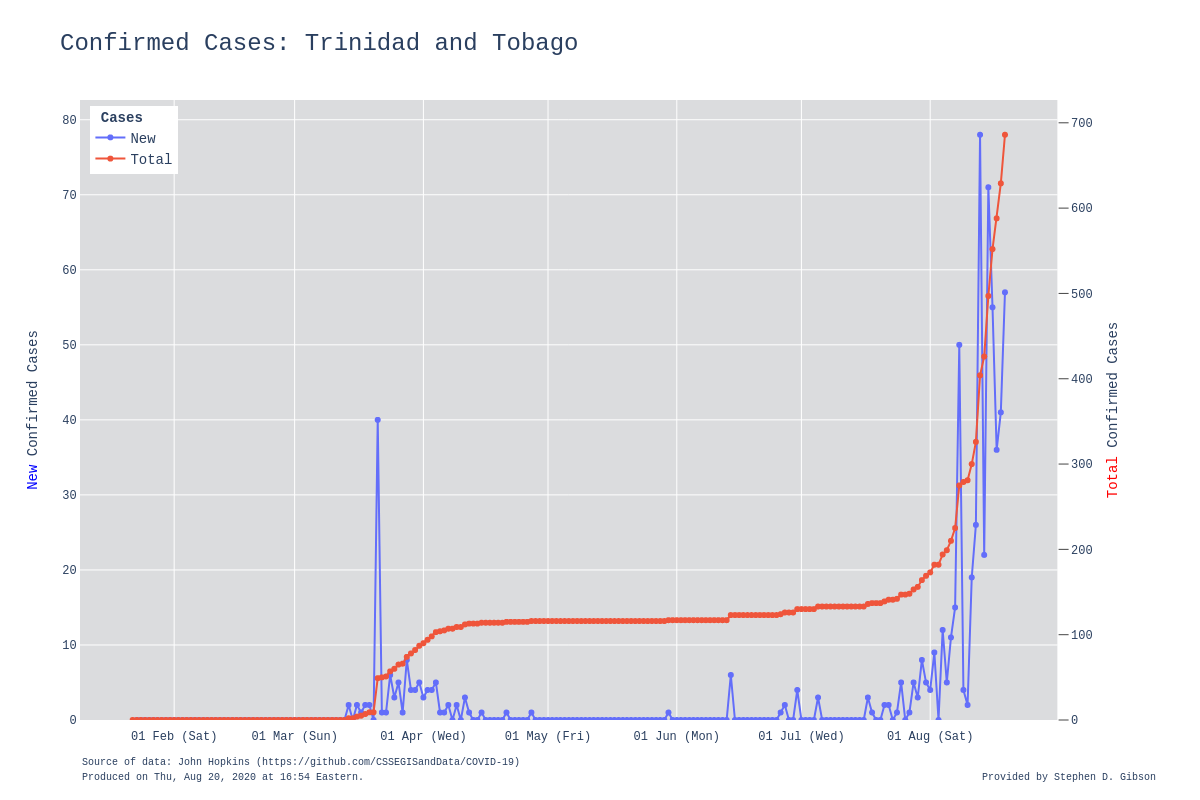 Confirmed Cases: Trinidad and Tobago
Cases
New
Total
80
70
60
50
40
30
20
10
0
New Confirmed Cases
700
600
500
400
300
200
100
0
Total Confirmed Cases
01 Feb (Sat) 01 Mar (Sun) 01 Apr (Wed) 01 May (Fri) 01 Jun (Mon) 01 Jul (Wed) 01 Aug (Sat)
Source of data: John Hopkins (https://github.com/CSSEGISandData/COVID-19)
Produced on Thu, Aug 20, 2020 at 16:54 Eastern.
Provided by Stephen D. Gibson